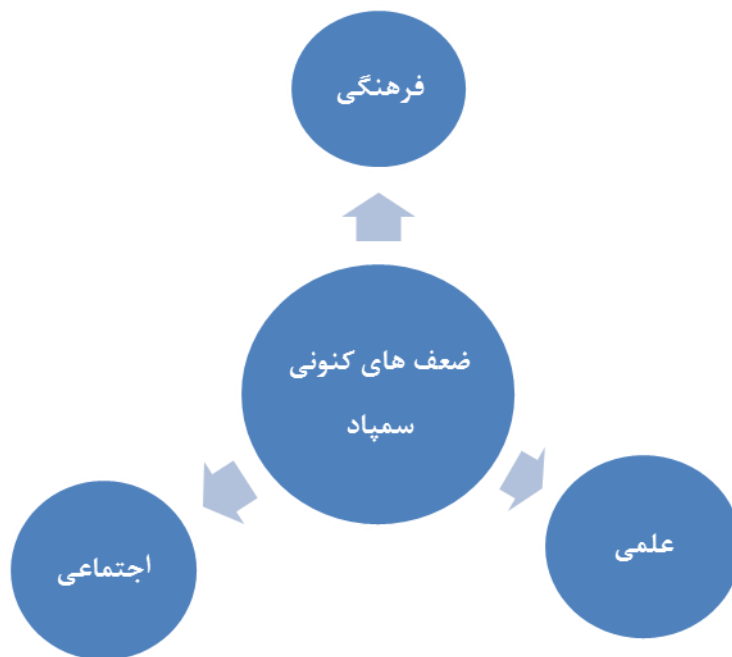 فرهنگی
ضعف های کنونی
سمپاد
علمی
اجتماعی